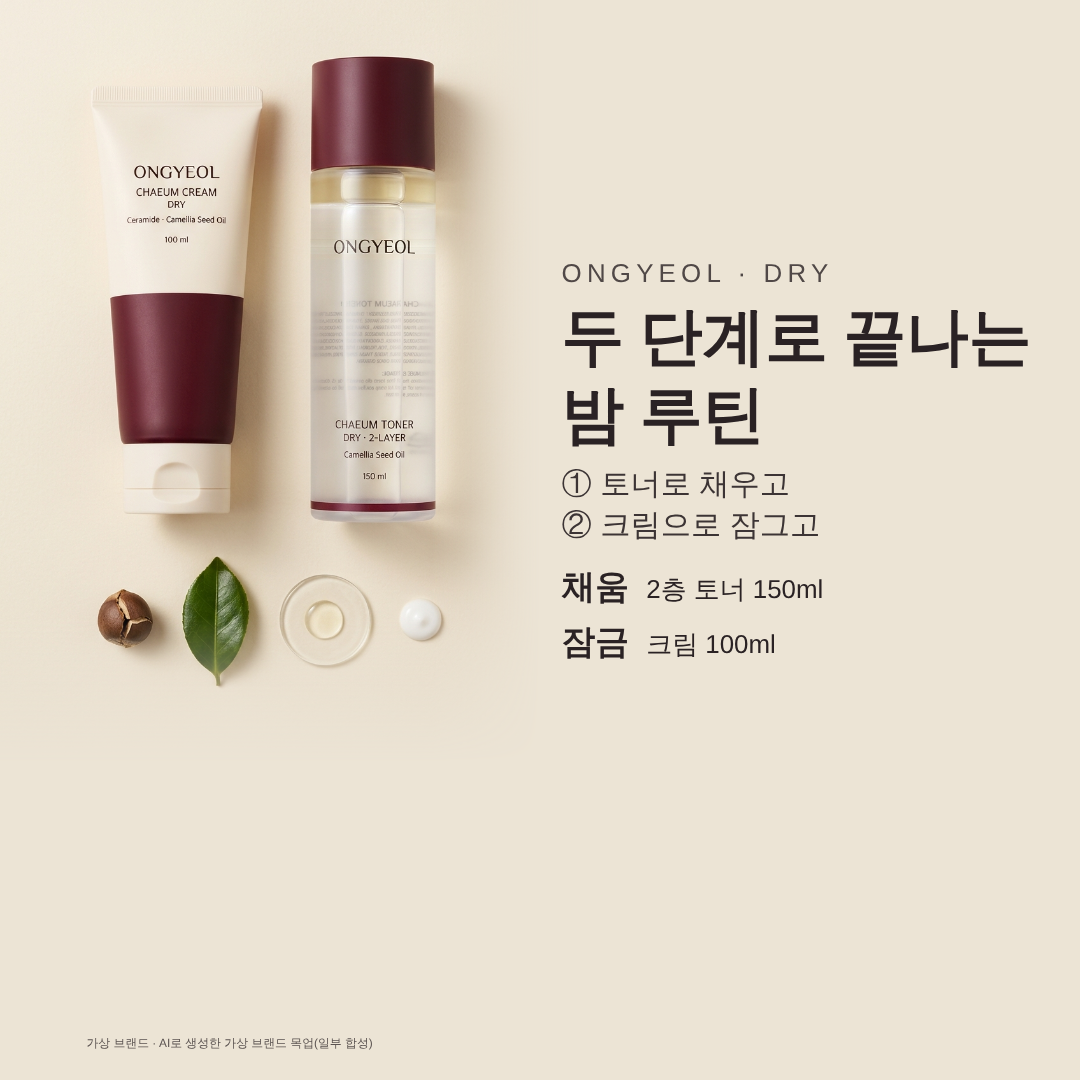 ONGYEOL
CHAEUM CREAM
DRY
Ceramide · Camellia Seed Oil
100 ml
ONGYEOL
CHAEUM TONER
DRY · 2-LAYER
Camellia Seed Oil
150 ml
ONGYEOL · DRY
두 단계로 끝나는
밤 루틴
① 토너로 채우고
② 크림으로 잠그고
채움 2층 토너 150ml
잠금 크림 100ml
가상 브랜드 · AI로 생성한 가상 브랜드 목업(일부 합성)